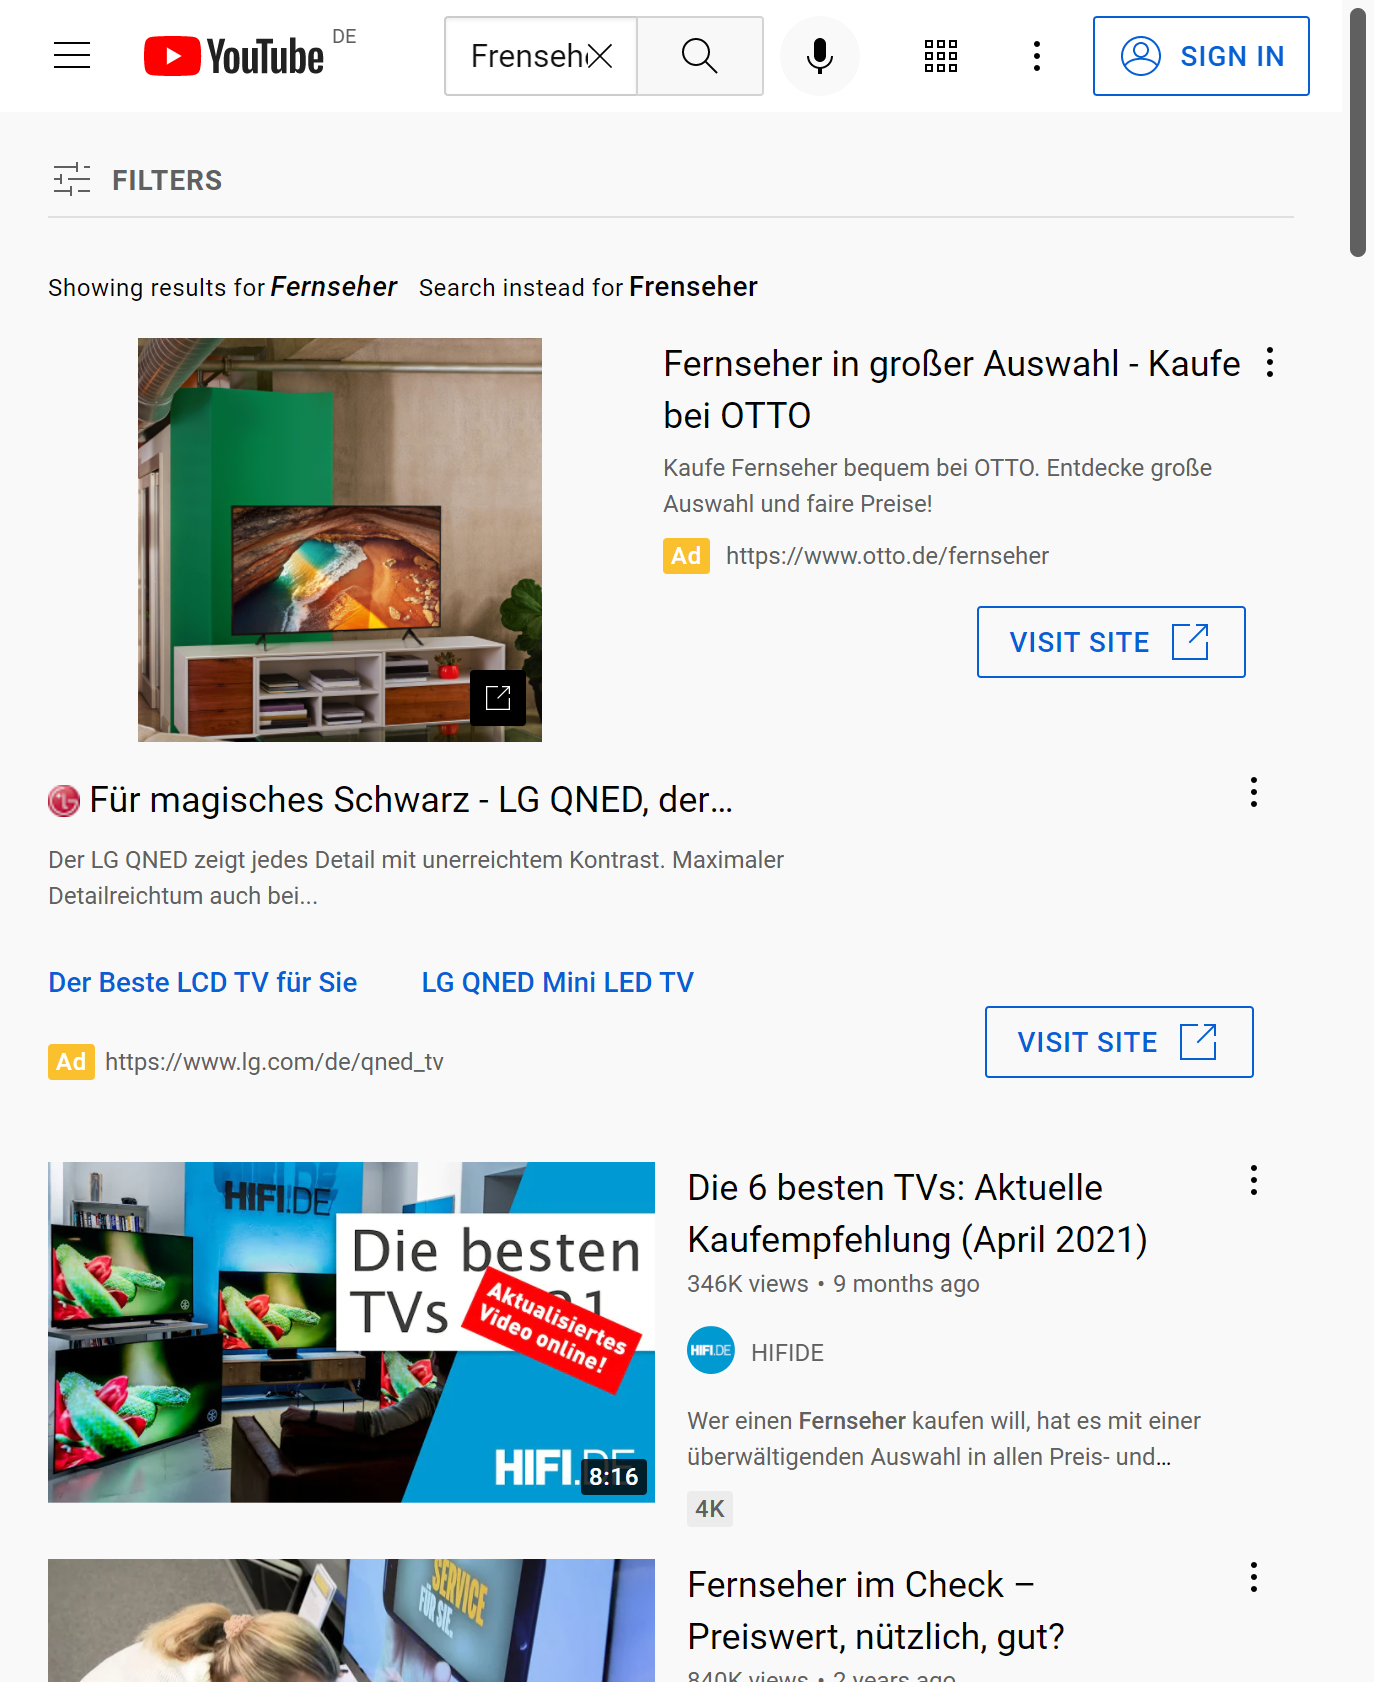 YouTube DE
Frenseh
SIGN IN
FILTERS
Showing results for Fernseher Search instead for Frenseher
Fernseher in großer Auswahl - Kaufe
bei OTTO
Kaufe Fernseher bequem bei OTTO. Entdecke große
Auswahl und faire Preise!
Ad https://www.otto.de/fernseher
VISIT SITE
Für magisches Schwarz - LG QNED, der…
Der LG QNED zeigt jedes Detail mit unerreichtem Kontrast. Maximaler
Detailreichtum auch bei...
Der Beste LCD TV für Sie LG QNED Mini LED TV
VISIT SITE
Ad https://www.lg.com/de/qned_tv
HIFI.DE
Die besten
TVs 21
Aktualisiertes
Video online!
HIFI.DE
8:16
Die 6 besten TVs: Aktuelle
Kaufempfehlung (April 2021)
346K views • 9 months ago
HIFI.DE HIFIDE
Wer einen Fernseher kaufen will, hat es mit einer
überwältigenden Auswahl in allen Preis- und…
4K
SERVICE
FÜR SIE.
Fernseher im Check –
Preiswert, nützlich, gut?
840K views • 2 years ago